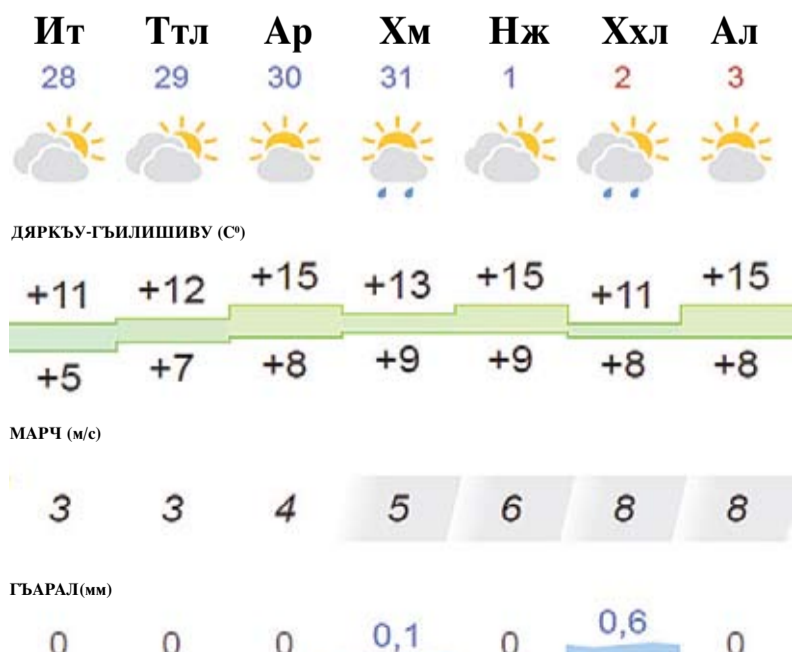 Ит Ттл Ар Хм Нж Ххл Ал
28 29 30 31 1 2 3
ДЯРКЪУ-ГЪИЛИШИВУ (С⁰)
+11 +12 +15 +13 +15 +11 +15
+5 +7 +8 +9 +9 +8 +8
МАРЧ (м/с)
3 3 4 5 6 8 8
ГЪАРАЛ(мм)
0 0 0 0,1 0 0,6 0